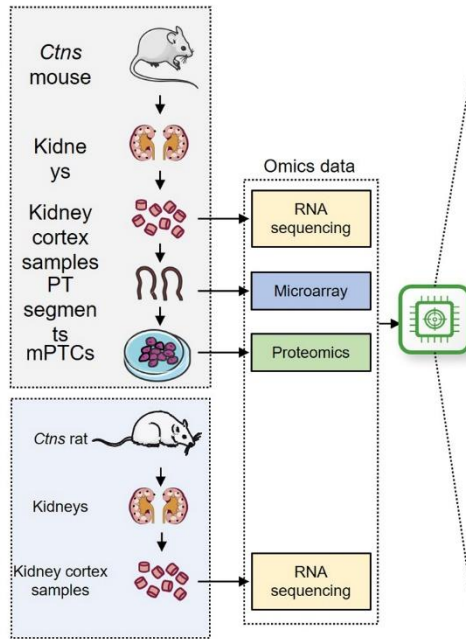 Ctns
mouse
Kidne
ys
Kidney
cortex
samples
PT
segmen
ts
mPTCs
Omics data
RNA
sequencing
Microarray
Proteomics
Ctns rat
Kidneys
Kidney cortex
samples
RNA
sequencing